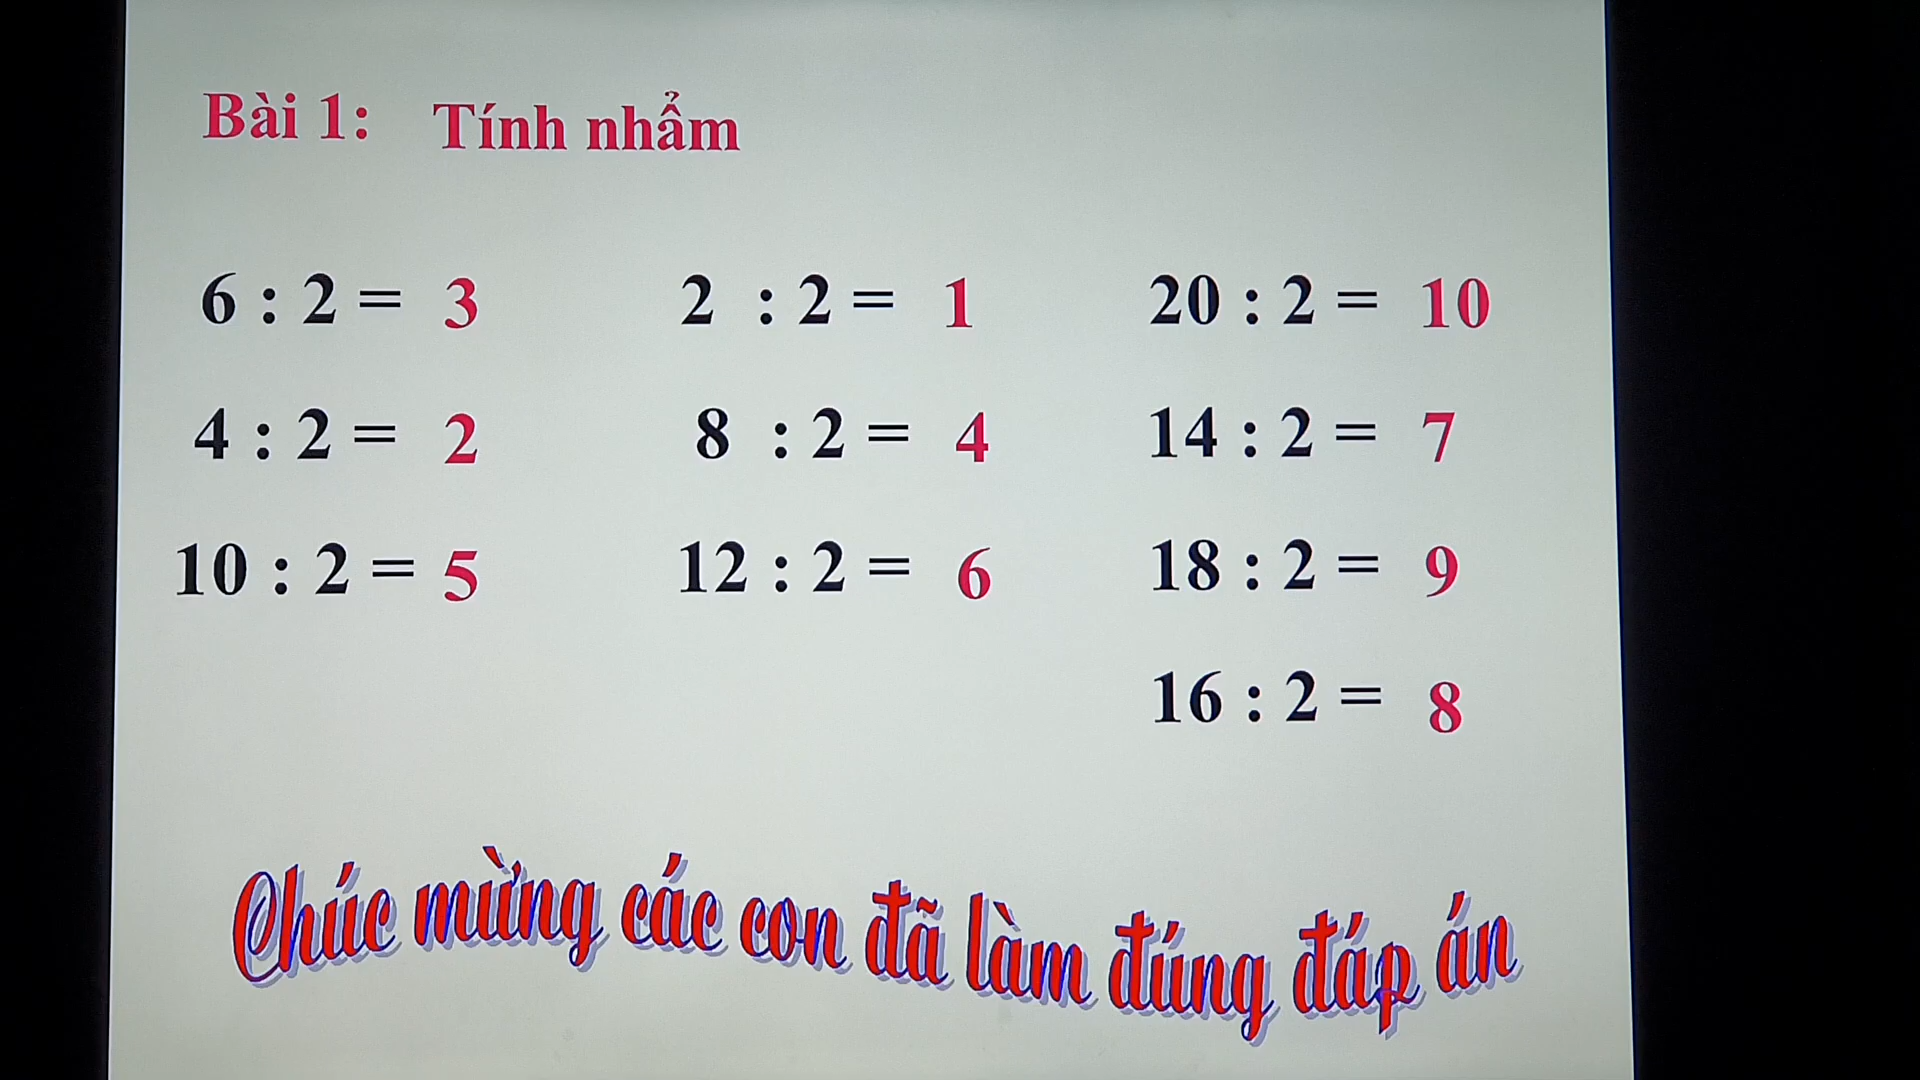 Bài 1: Tính nhẩm
6 : 2 = 3 2 : 2 = 1 20 : 2 = 10
4 : 2 = 2 8 : 2 = 4 14 : 2 = 7
10 : 2 = 5 12 : 2 = 6 18 : 2 = 9
16 : 2 = 8
Chúc mừng các con đã làm đúng đáp án